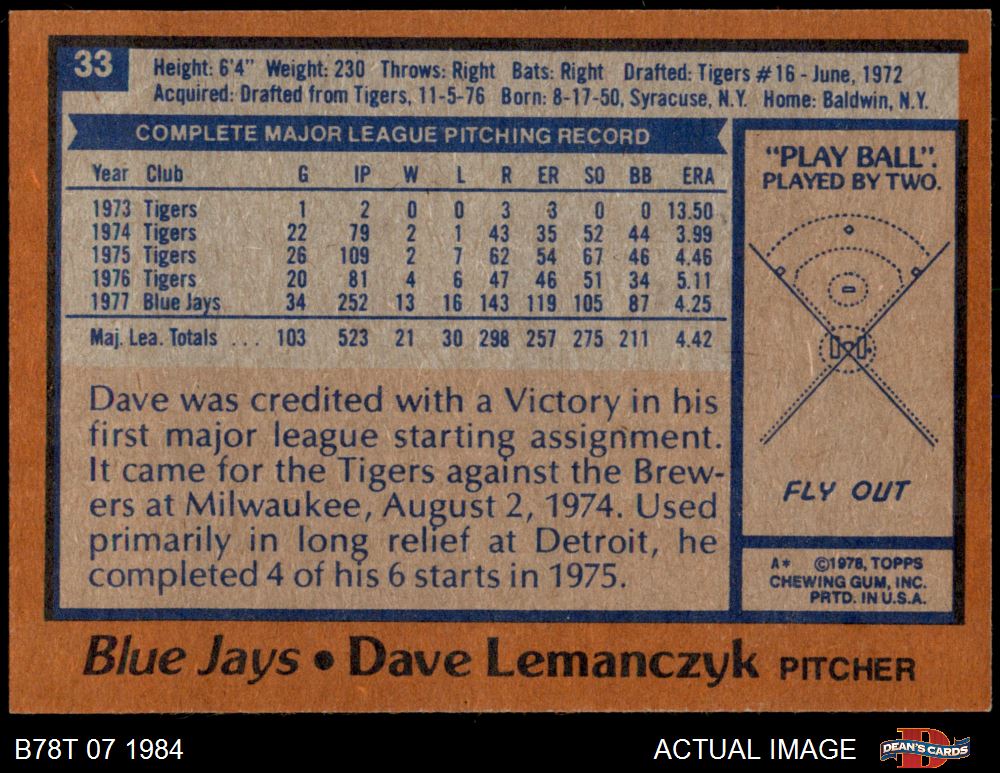 33
Height: 6'4" Weight: 230 Throws: Right Bats: Right Drafted: Tigers #16 - June, 1972
Acquired: Drafted from Tigers, 11-5-76 Born: 8-17-50, Syracuse, N.Y. Home: Baldwin, N.Y.
COMPLETE MAJOR LEAGUE PITCHING RECORD
Year Club G IP W L R ER SO BB ERA
1973 Tigers 1 2 0 0 3 3 0 0 13.50
1974 Tigers 22 79 2 1 43 35 52 44 3.99
1975 Tigers 26 109 2 7 62 54 67 46 4.46
1976 Tigers 20 81 4 6 47 46 51 34 5.11
1977 Blue Jays 34 252 13 16 143 119 105 87 4.25
Maj. Lea. Totals ... 103 523 21 30 298 257 275 211 4.42
Dave was credited with a Victory in his
first major league starting assignment.
It came for the Tigers against the Brew-
ers at Milwaukee, August 2, 1974. Used
primarily in long relief at Detroit, he
completed 4 of his 6 starts in 1975.
"PLAY BALL".
PLAYED BY TWO.
FLY OUT
A* ©1978, TOPPS
CHEWING GUM, INC.
PRTD. IN U.S.A.
Blue Jays • Dave Lemanczyk PITCHER
B78T 07 1984
ACTUAL IMAGE
DEAN'S CARDS